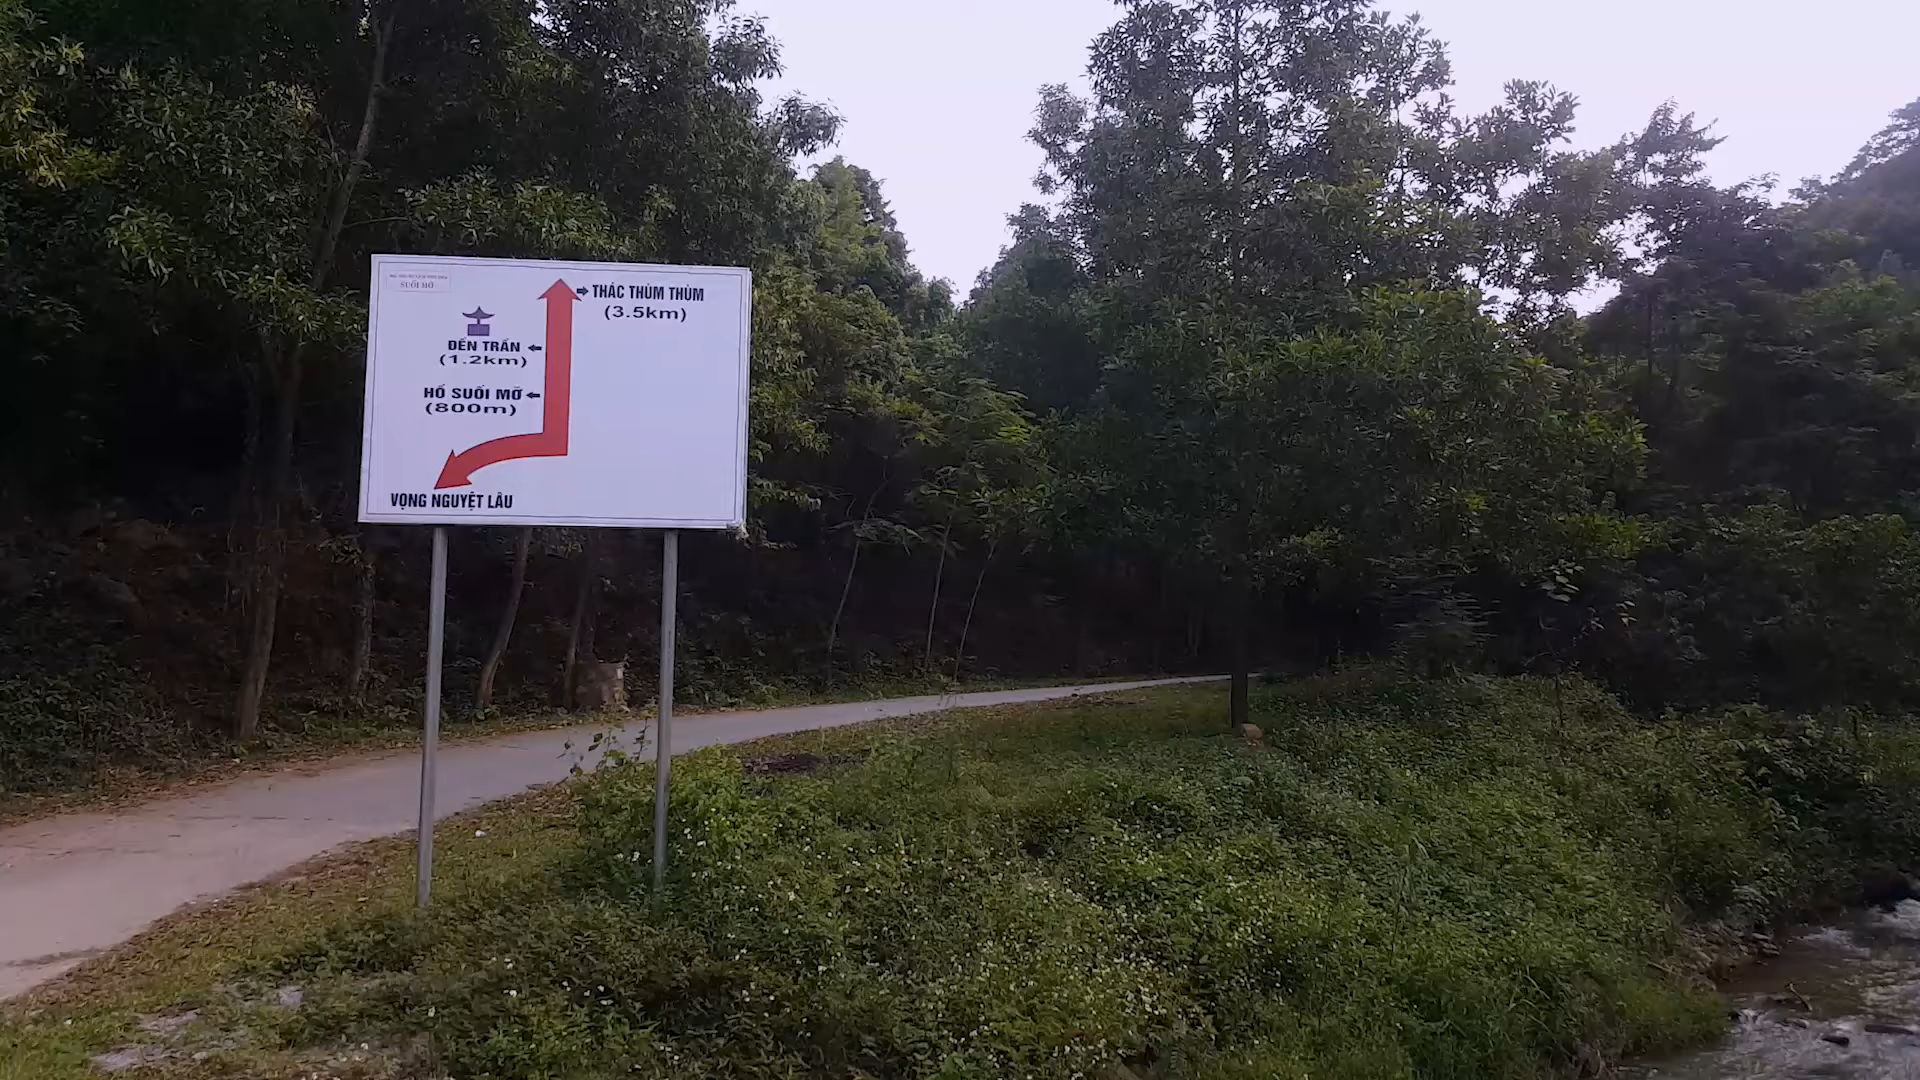 SUỐI MỠ
THÁC THÙM THÙM
(3.5km)
ĐỀN TRẦN
(1.2km)
HỒ SUỐI MỠ
(800m)
VỌNG NGUYỆT LÂU